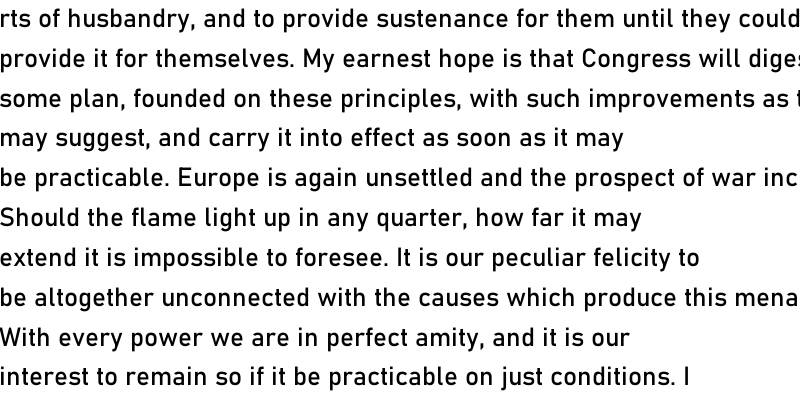 rts of husbandry, and to provide sustenance for them until they could
provide it for themselves. My earnest hope is that Congress will
some plan, founded on these principles, with such improvements as
may suggest, and carry it into effect as soon as it may
be practicable. Europe is again unsettled and the prospect of war
Should the flame light up in any quarter, how far it may
extend it is impossible to foresee. It is our peculiar felicity to
be altogether unconnected with the causes which produce this
With every power we are in perfect amity, and it is our
interest to remain so if it be practicable on just conditions. I